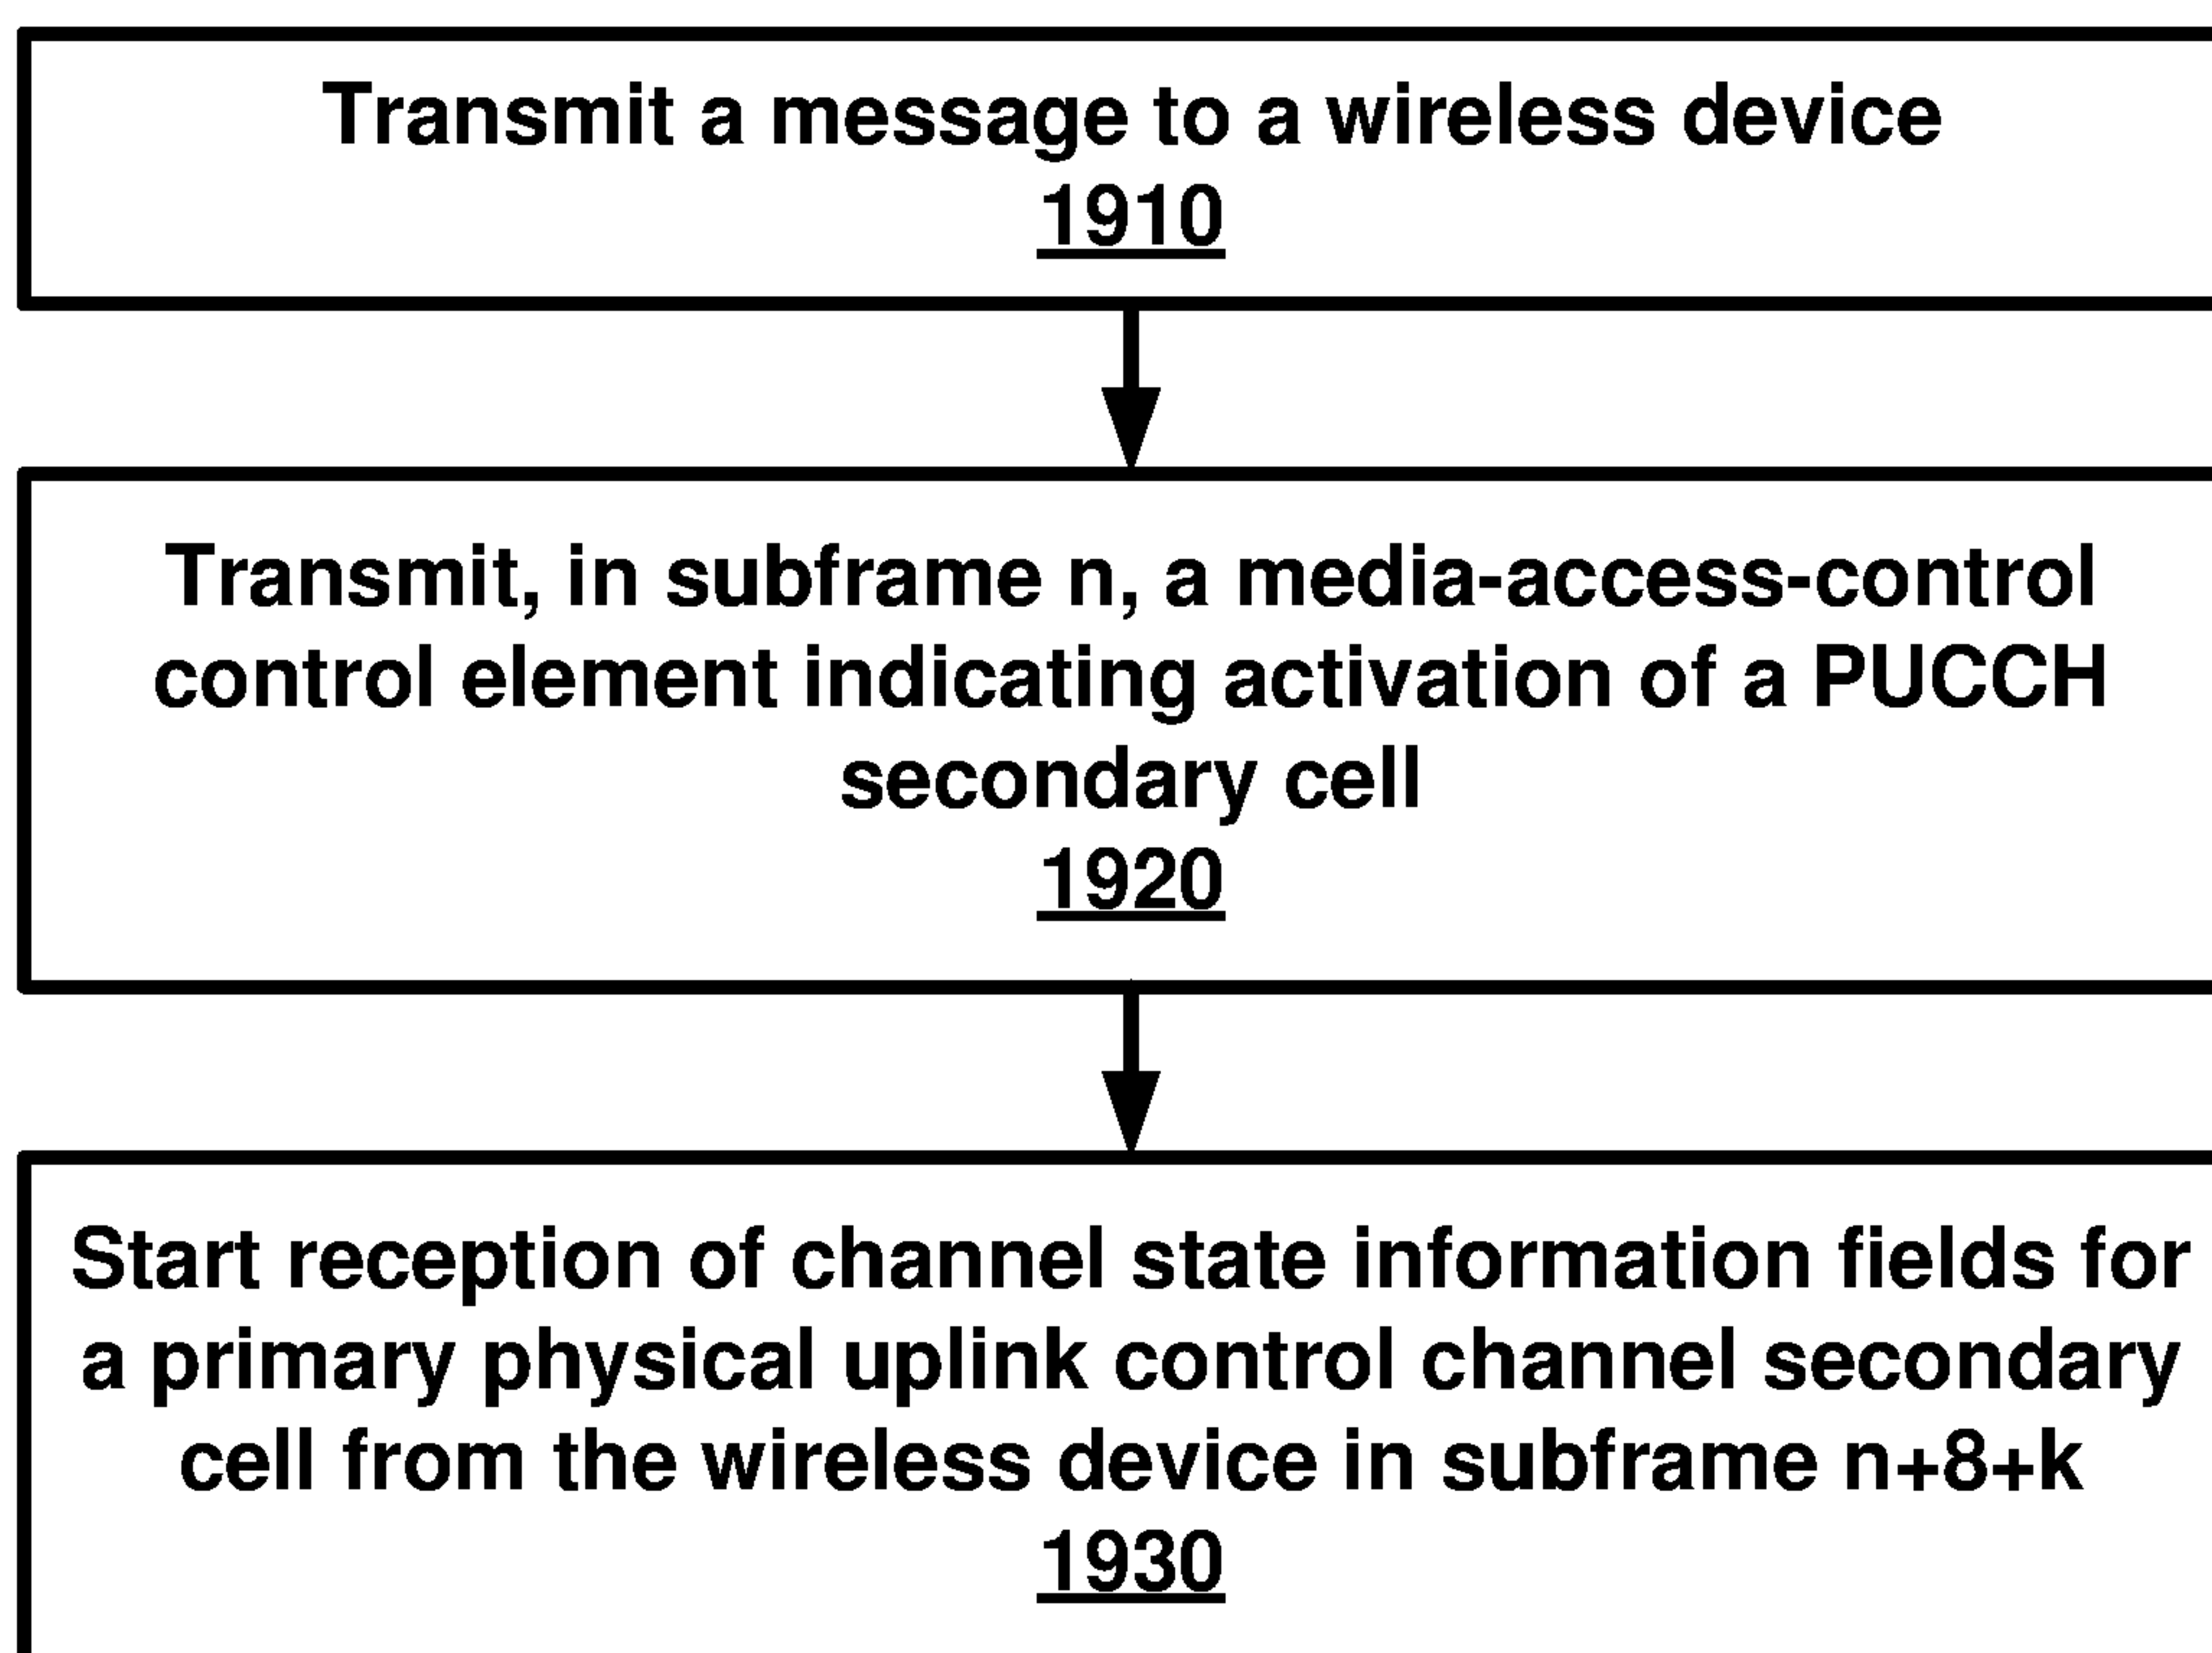 Transmit a message to a wireless device
1910
Transmit, in subframe n, a media-access-control
control element indicating activation of a PUCCH
secondary cell
1920
Start reception of channel state information fields for
a primary physical uplink control channel secondary
cell from the wireless device in subframe n+8+k
1930